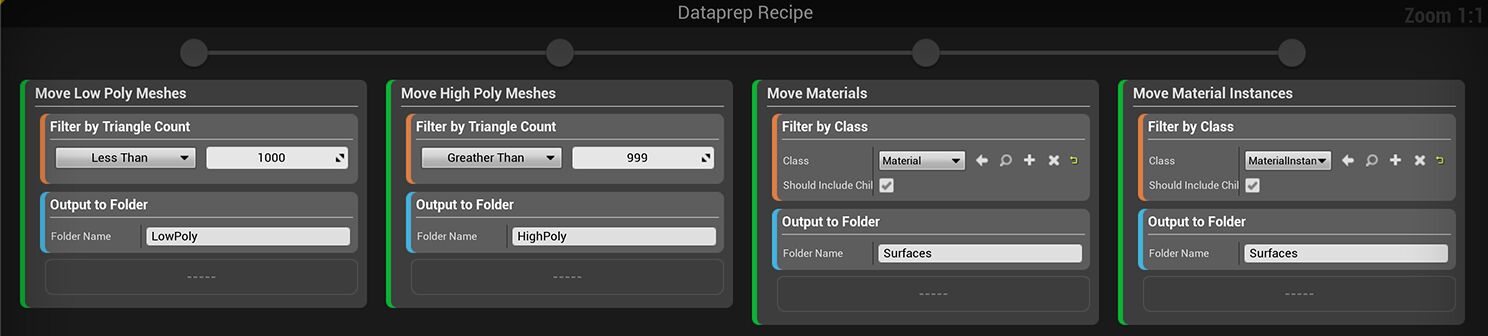 Dataprep Recipe
Zoom 1:1
Move Low Poly Meshes
Filter by Triangle Count
Less Than 1000
Output to Folder
Folder Name LowPoly
-----
Move High Poly Meshes
Filter by Triangle Count
Greather Than 999
Output to Folder
Folder Name HighPoly
-----
Move Materials
Filter by Class
Class Material
Should Include Chil
Output to Folder
Folder Name Surfaces
-----
Move Material Instances
Filter by Class
Class MaterialInstan
Should Include Chil
Output to Folder
Folder Name Surfaces
-----